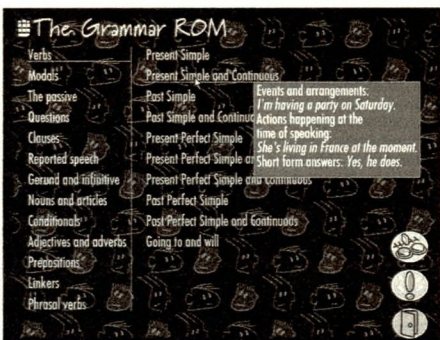 The Grammar ROM
Verbs
Modals
The passive
Questions
Clauses
Reported speech
Gerund and infinitive
Nouns and articles
Conditionals
Adjectives and adverbs
Prepositions
Linkers
Phrasal verbs
Present Simple
Present Simple and Continuous
Past Simple
Past Simple and Continuo
Present Perfect Simple
Present Perfect Simple an
Present Perfect Simple and Continuous
Past Perfect Simple
Past Perfect Simple and Continuous
Going to and will
Events and arrangements:
I'm having a party on Saturday.
Actions happening at the
time of speaking:
She's living in France at the moment.
Short form answers: Yes, he does.